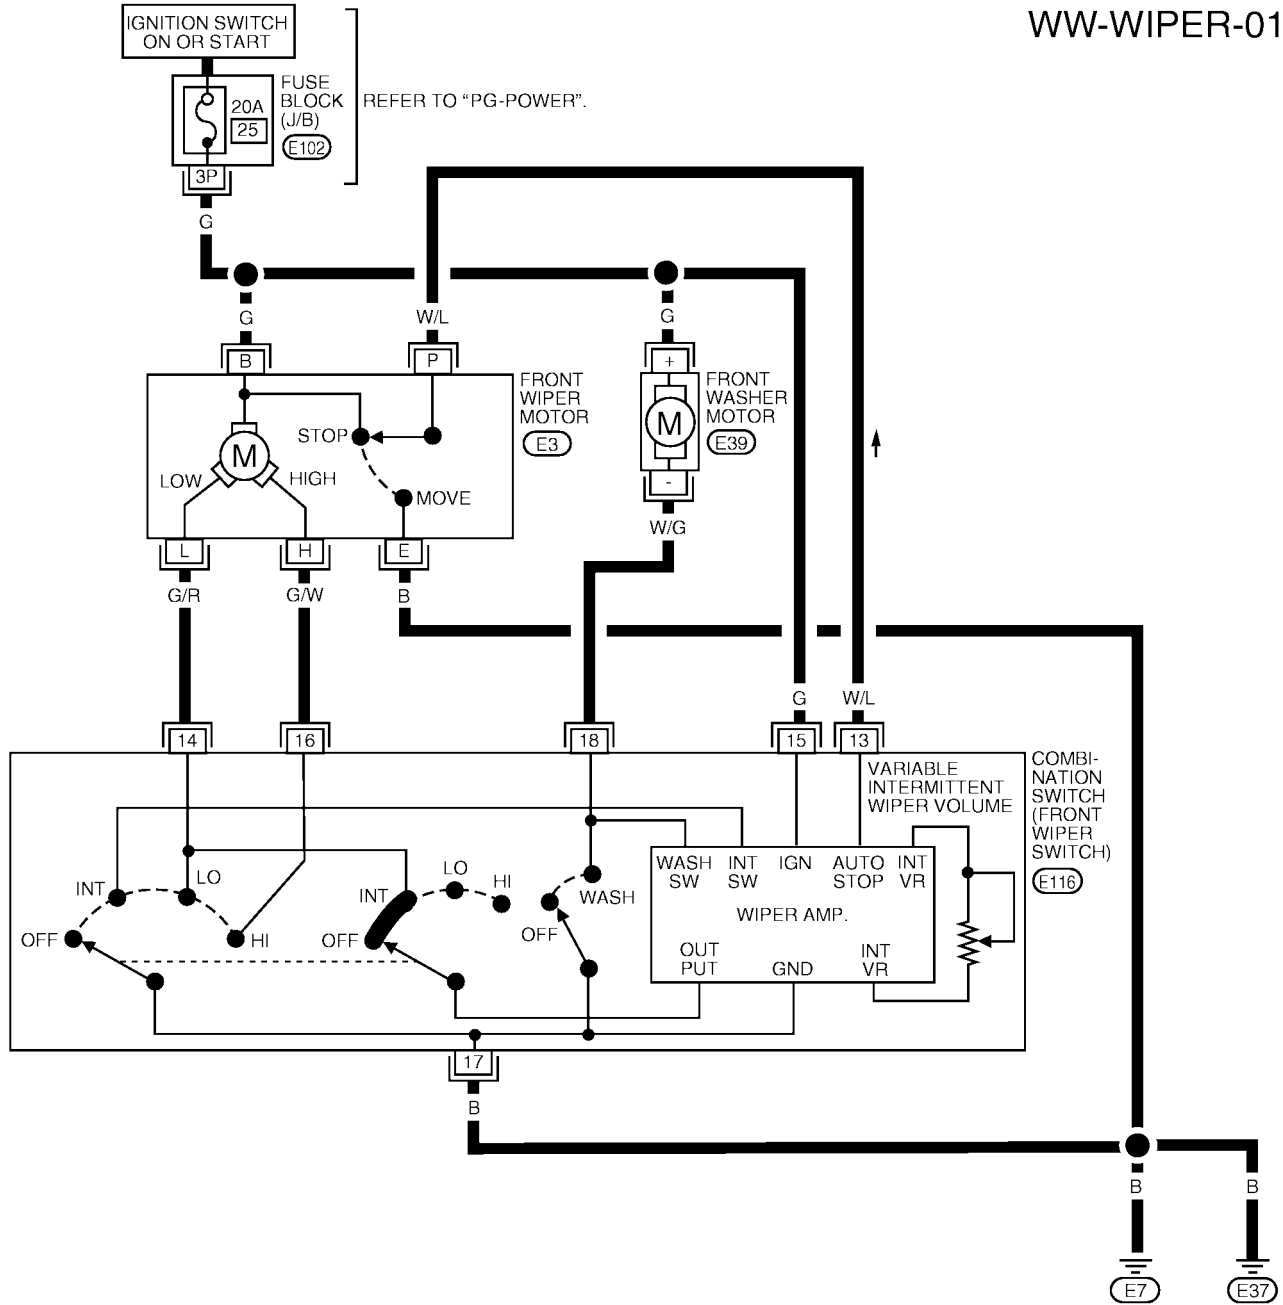 WW-WIPER-01
IGNITION SWITCH
ON OR START
FUSE
BLOCK
(J/B)
E102
REFER TO “PG-POWER”.
20A
25
3P
G
G
W/L
G
B
P
+
FRONT
WIPER
MOTOR
E3
FRONT
WASHER
MOTOR
E39
STOP
M
M
LOW
HIGH
MOVE
-
W/G
L
H
E
G/R
G/W
B
G
W/L
14
16
18
15
13
COMBI-
NATION
SWITCH
(FRONT
WIPER
SWITCH)
E116
VARIABLE
INTERMITTENT
WIPER VOLUME
WASH
SW
INT
SW
IGN
AUTO
STOP
INT
VR
WIPER AMP.
OUT
PUT
GND
INT
VR
INT
LO
OFF
HI
INT
LO
HI
OFF
WASH
OFF
17
B
B
B
E7
E37